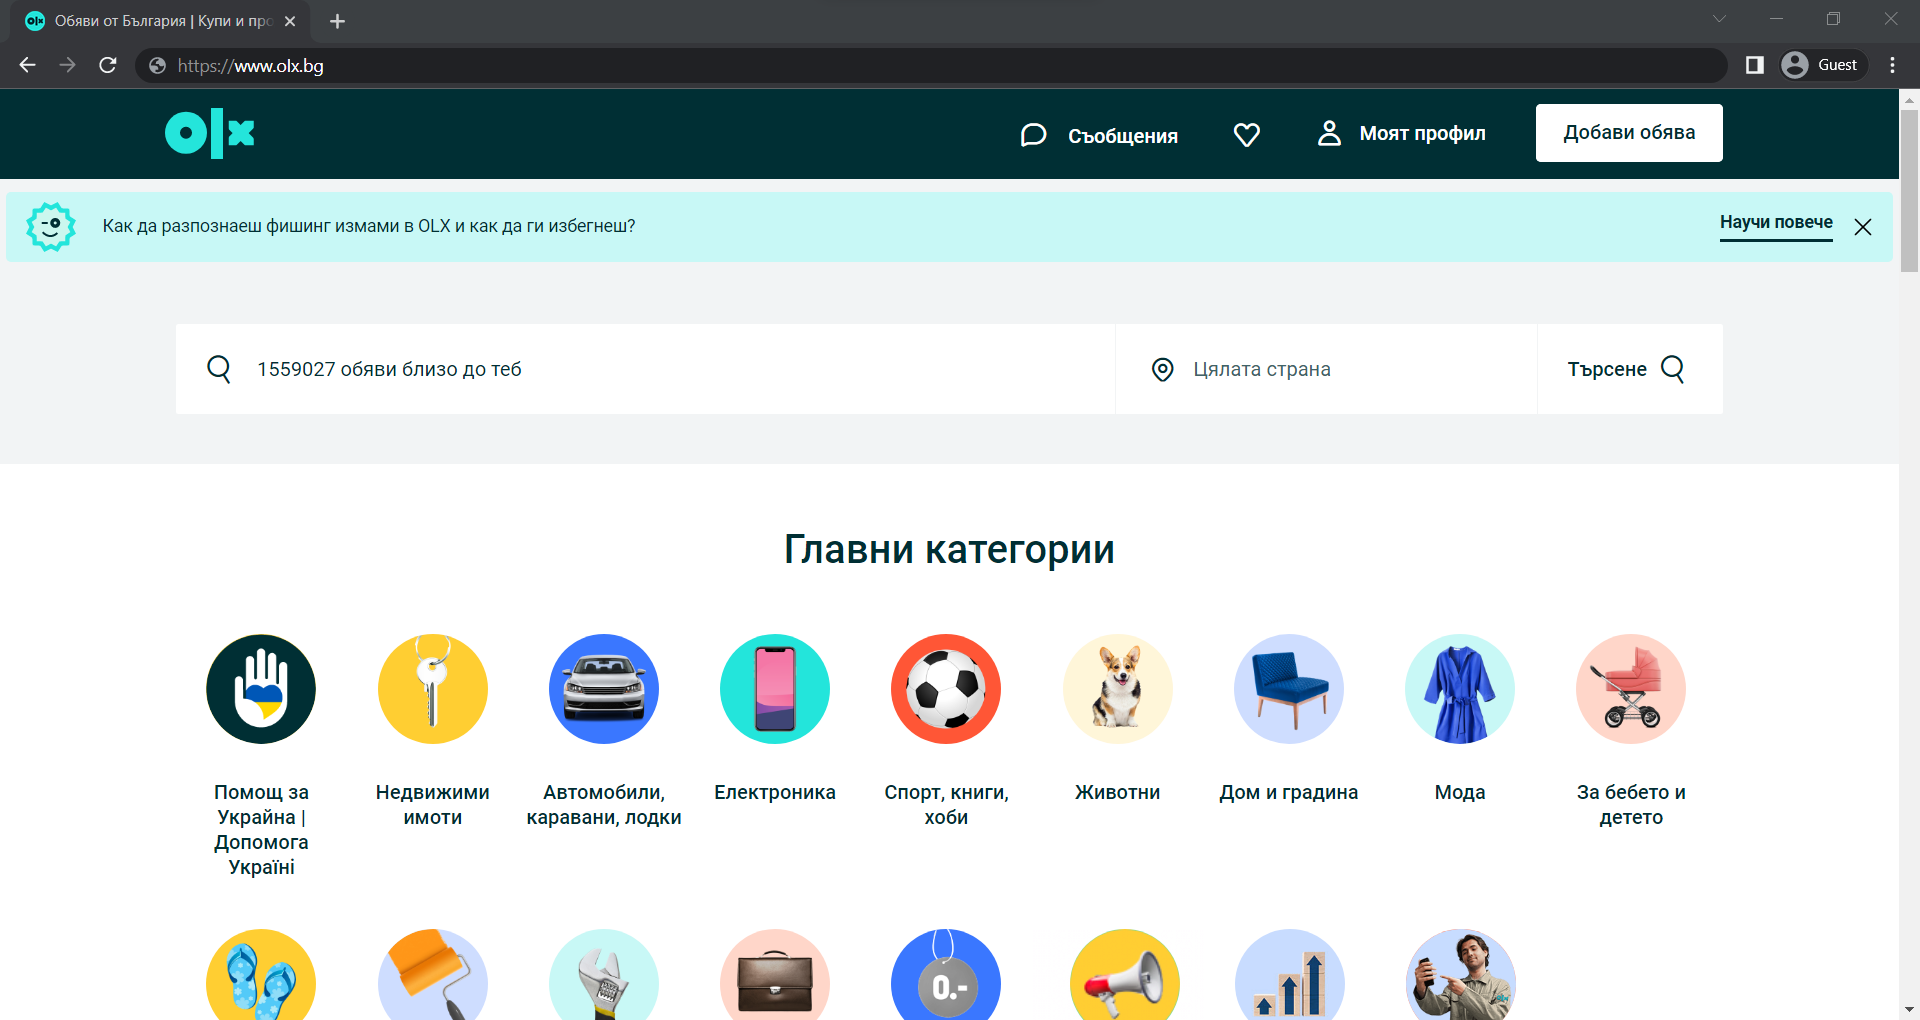 Обяви от България | Купи и про
https://www.olx.bg
Guest
olx
Съобщения
Моят профил
Добави обява
Как да разпознаеш фишинг измами в OLX и как да ги избегнеш?
Научи повече
1559027 обяви близо до теб
Цялата страна
Търсене
Главни категории
Помощ за
Украйна |
Допомога
Україні
Недвижими
имоти
Автомобили,
каравани, лодки
Електроника
Спорт, книги,
хоби
Животни
Дом и градина
Мода
За бебето и
детето
0.-